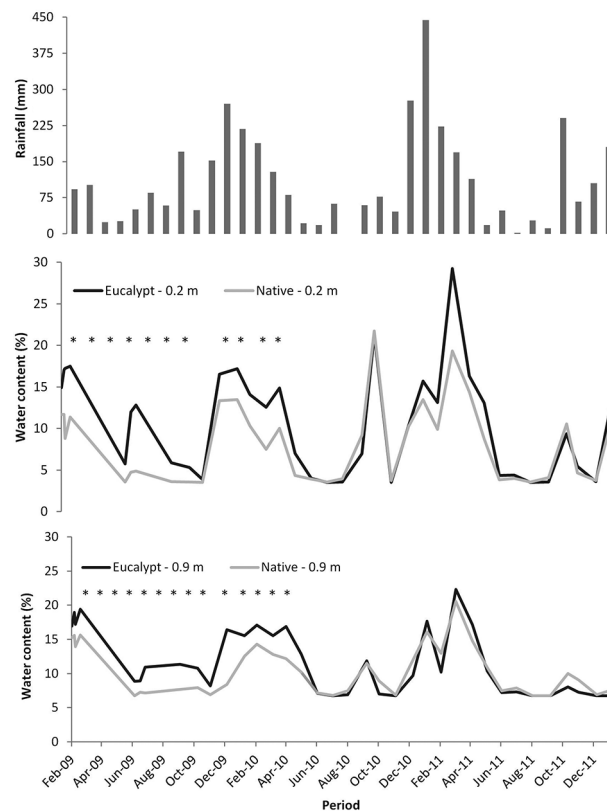 450
375
300
225
150
75
0
Rainfall (mm)
30
25
20
15
10
5
0
Water content (%)
Eucalypt - 0.2 m Native - 0.2 m
* * * * * * * * * * *
30
25
20
15
10
5
0
Water content (%)
Eucalypt - 0.9 m Native - 0.9 m
* * * * * * * * * * * * * *
Feb-09 Apr-09 Jun-09 Aug-09 Oct-09 Dec-09 Feb-10 Apr-10 Jun-10 Aug-10 Oct-10 Dec-10 Feb-11 Apr-11 Jun-11 Aug-11 Oct-11 Dec-11
Period